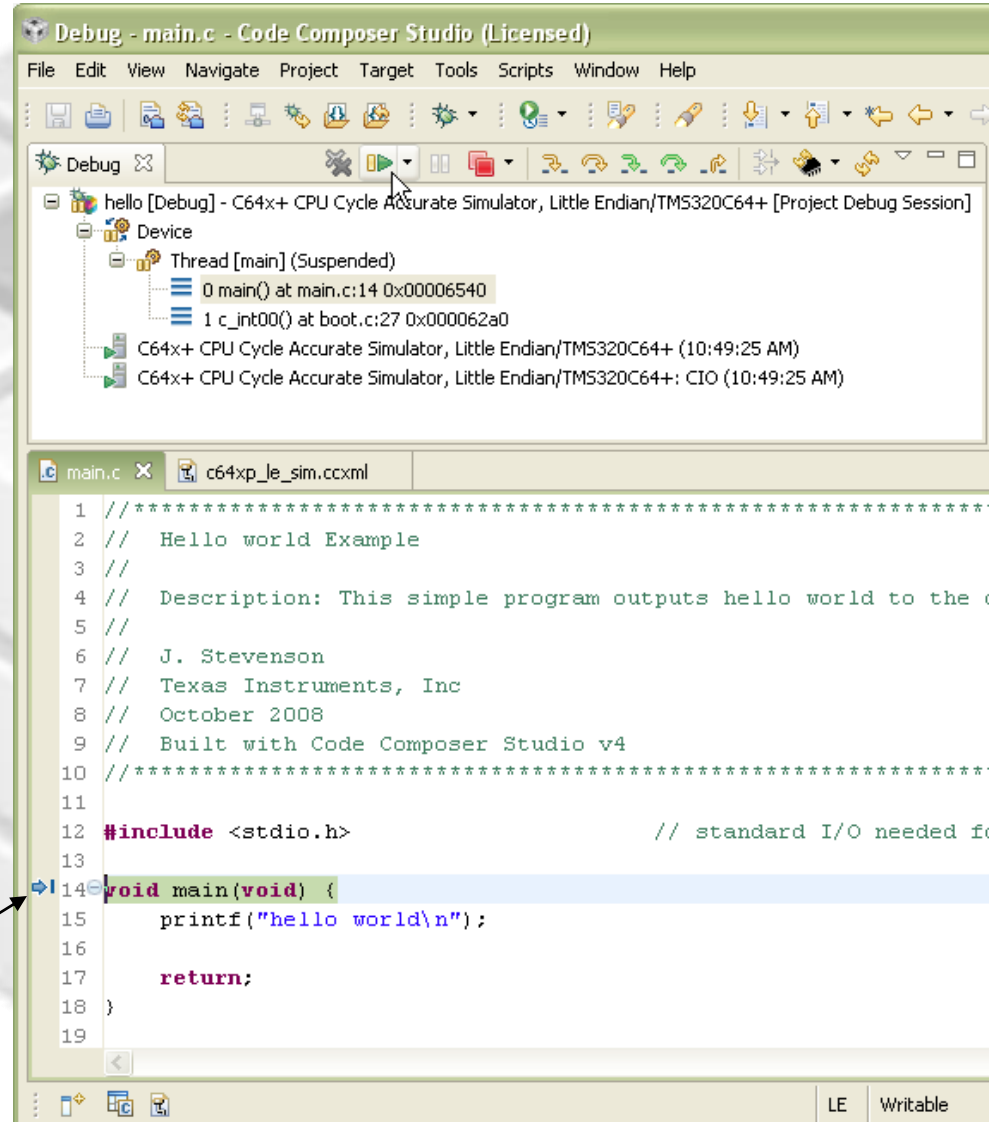 Debug - main.c - Code Composer Studio (Licensed)
File Edit View Navigate Project Target Tools Scripts Window Help
Debug
hello [Debug] - C64x+ CPU Cycle Accurate Simulator, Little Endian/TMS320C64+ [Project Debug Session]
Device
Thread [main] (Suspended)
0 main() at main.c:14 0x00006540
1 c_int00() at boot.c:27 0x000062a0
C64x+ CPU Cycle Accurate Simulator, Little Endian/TMS320C64+ (10:49:25 AM)
C64x+ CPU Cycle Accurate Simulator, Little Endian/TMS320C64+: CIO (10:49:25 AM)
main.c c64xp_le_sim.ccxml
1 //***************************************************************
2 // Hello world Example
3 //
4 // Description: This simple program outputs hello world to the
5 //
6 // J. Stevenson
7 // Texas Instruments, Inc
8 // October 2008
9 // Built with Code Composer Studio v4
10 //***************************************************************
11
12 #include <stdio.h> // standard I/O needed
13
14 void main(void) {
15 printf("hello world\n");
16
17 return;
18 }
19
LE Writable